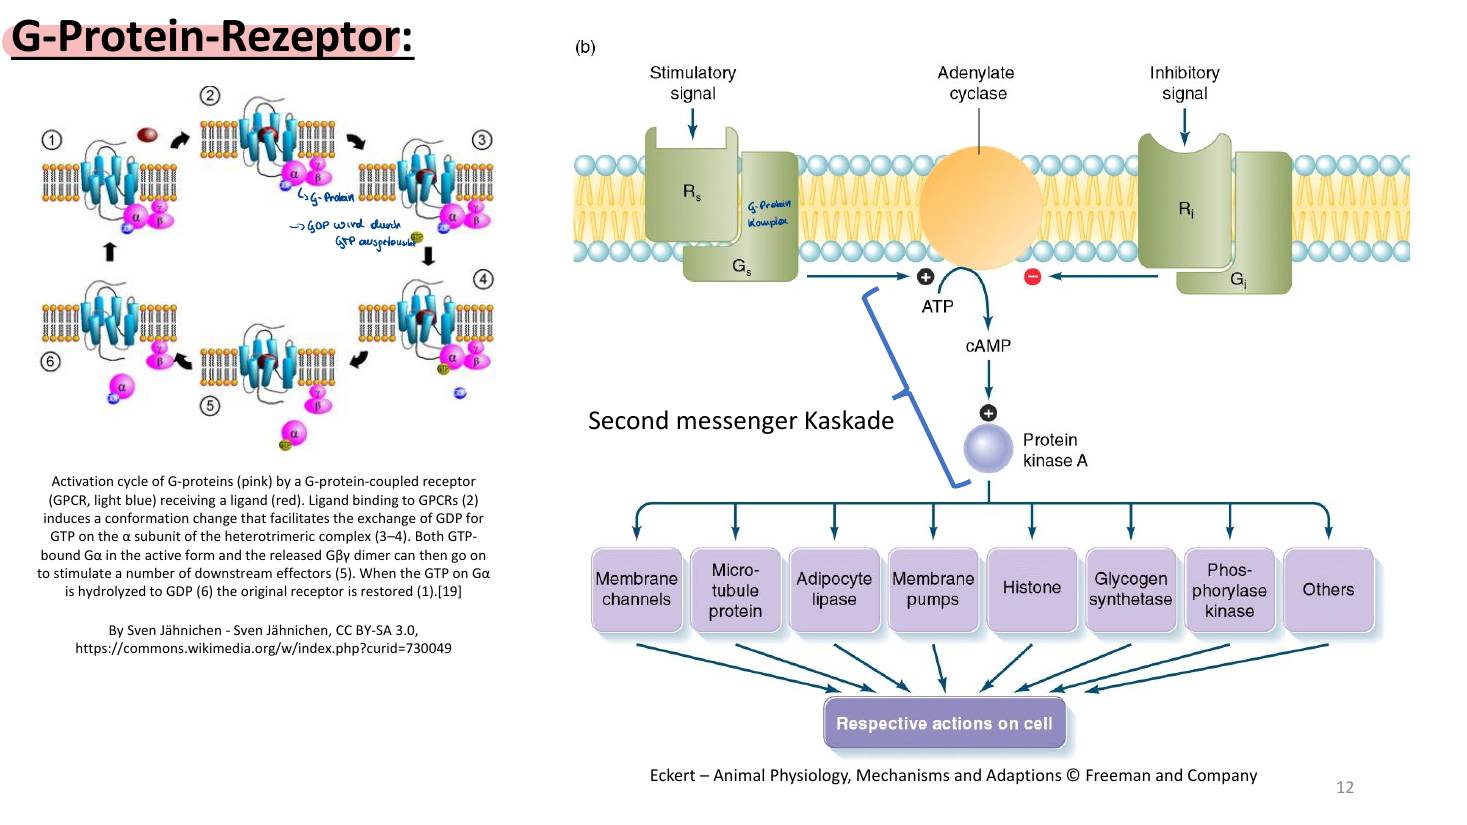 G-Protein-Rezeptor:
①
②
③
④
⑤
⑥
α
β
γ
GDP
GTP
↳ G-Protein
→ GDP wird durch
GTP ausgetauscht
Activation cycle of G-proteins (pink) by a G-protein-coupled receptor
(GPCR, light blue) receiving a ligand (red). Ligand binding to GPCRs (2)
induces a conformation change that facilitates the exchange of GDP for
GTP on the α subunit of the heterotrimeric complex (3–4). Both GTP-
bound Gα in the active form and the released Gβγ dimer can then go on
to stimulate a number of downstream effectors (5). When the GTP on Gα
is hydrolyzed to GDP (6) the original receptor is restored (1).[19]
By Sven Jähnichen - Sven Jähnichen, CC BY-SA 3.0,
https://commons.wikimedia.org/w/index.php?curid=730049
(b)
Stimulatory
signal
Adenylate
cyclase
Inhibitory
signal
Rs
G-Protein
Komplex
Gs
Ri
Gi
+
−
ATP
cAMP
+
Second messenger Kaskade
Protein
kinase A
Membrane
channels
Micro-
tubule
protein
Adipocyte
lipase
Membrane
pumps
Histone
Glycogen
synthetase
Phos-
phorylase
kinase
Others
Respective actions on cell
Eckert – Animal Physiology, Mechanisms and Adaptions © Freeman and Company
12